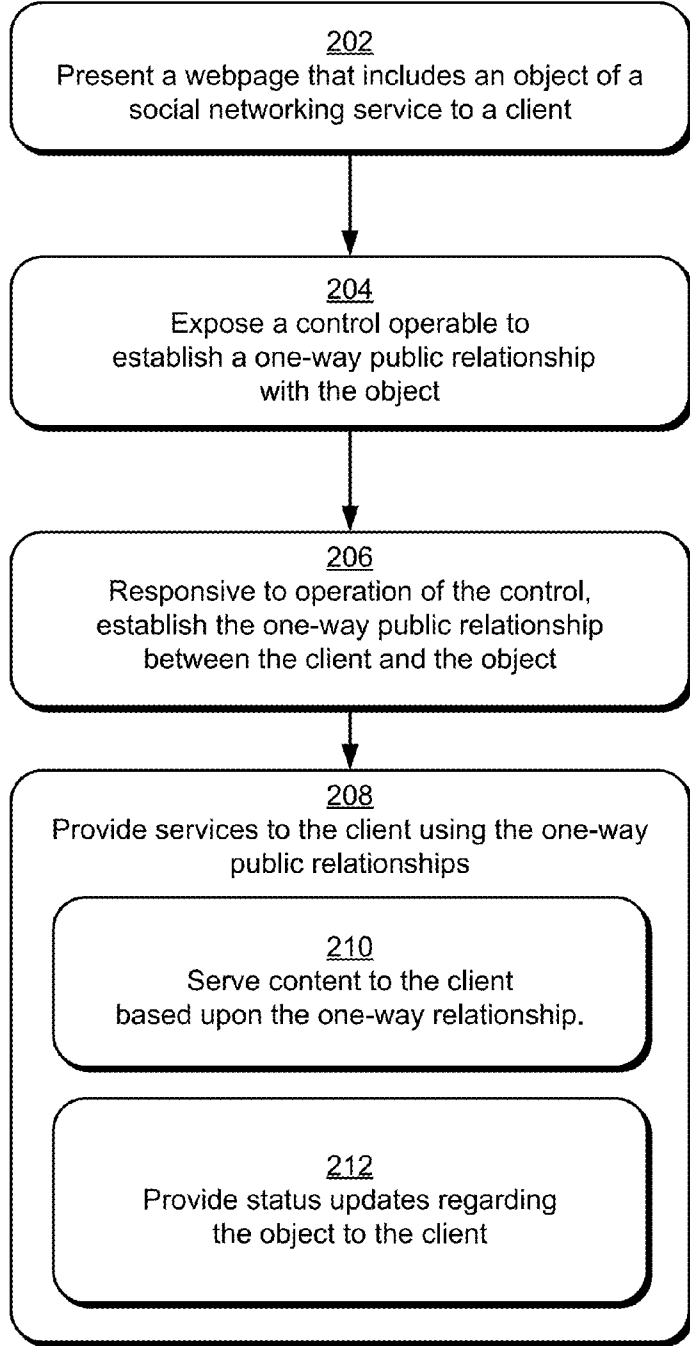 202
Present a webpage that includes an object of a
social networking service to a client
204
Expose a control operable to
establish a one-way public relationship
with the object
206
Responsive to operation of the control,
establish the one-way public relationship
between the client and the object
208
Provide services to the client using the one-way
public relationships
210
Serve content to the client
based upon the one-way relationship.
212
Provide status updates regarding
the object to the client